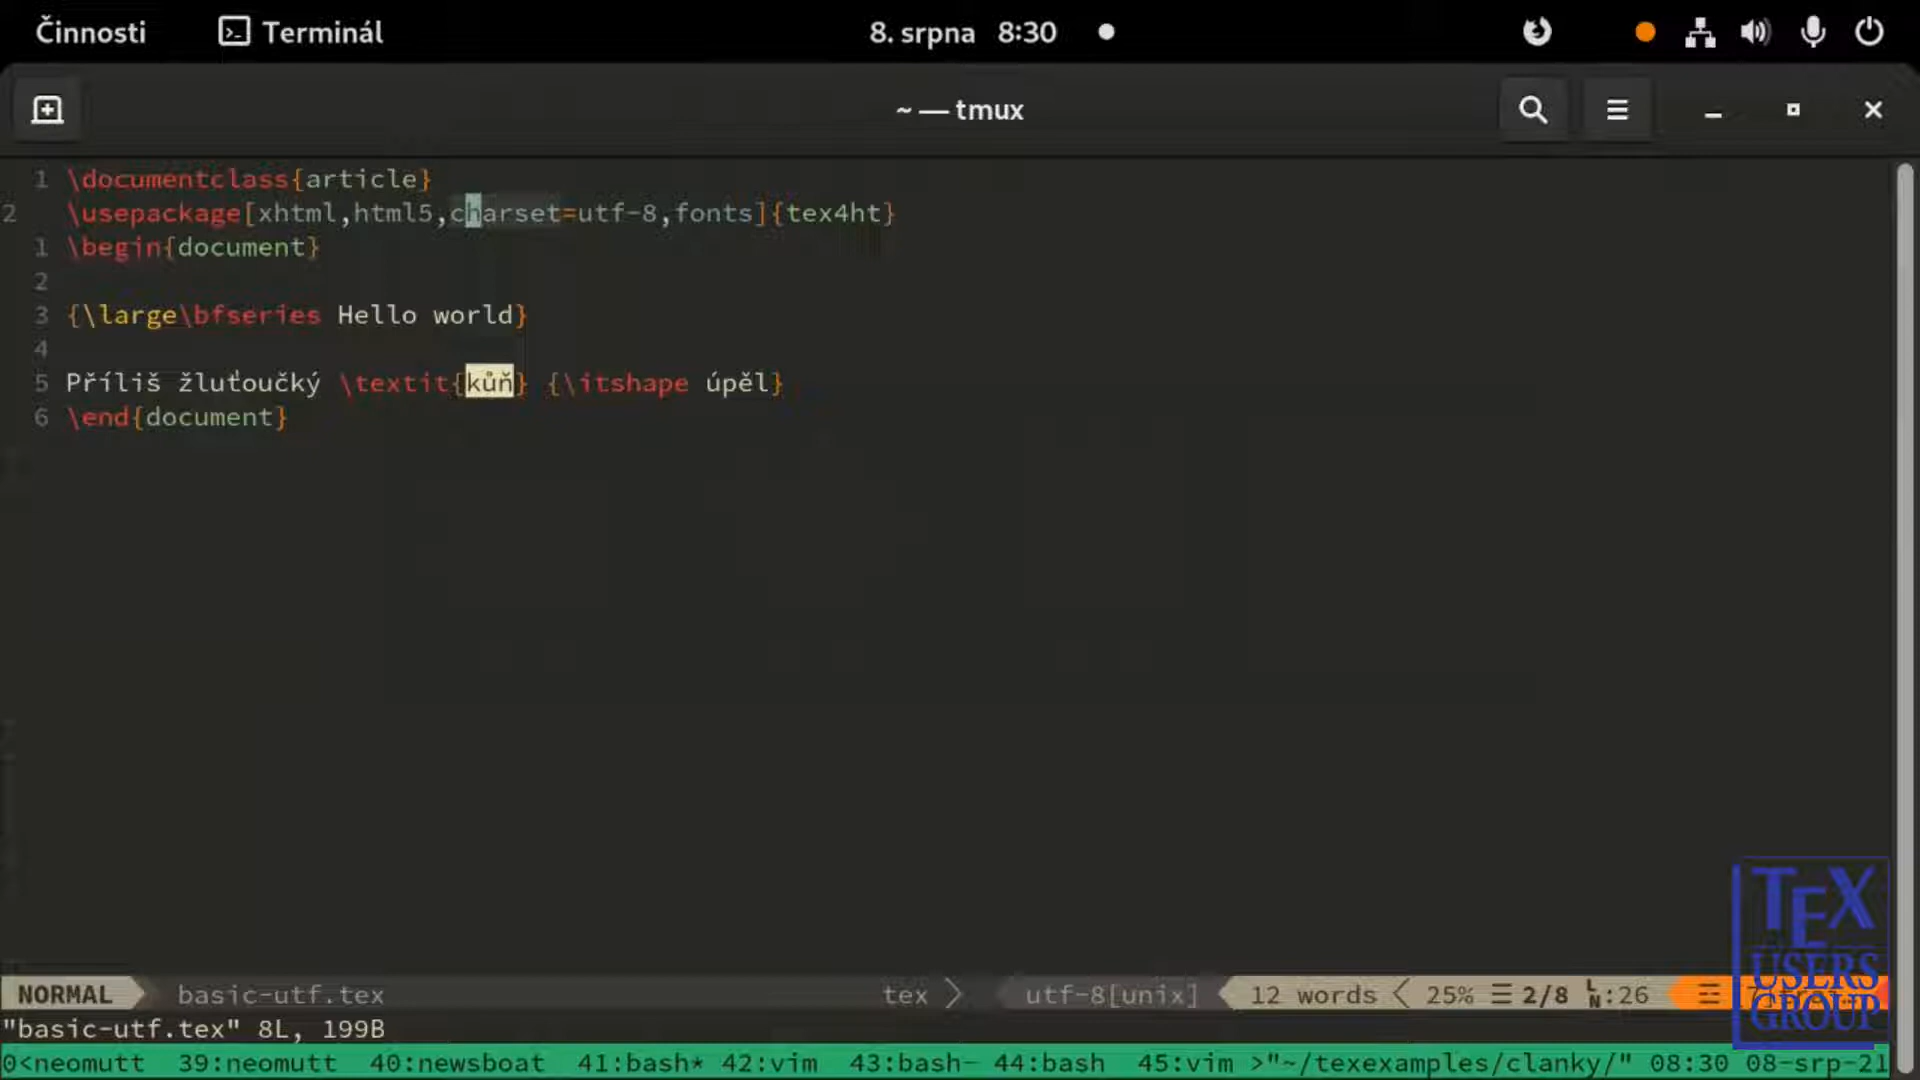 Činnosti Terminál 8. srpna 8:30
~ — tmux
1 \documentclass{article}
2 \usepackage[xhtml,html5,charset=utf-8,fonts]{tex4ht}
1 \begin{document}
2
3 {\large\bfseries Hello world}
4
5 Příliš žluťoučký \textit{kůň} {\itshape úpěl}
6 \end{document}
NORMAL basic-utf.tex tex utf-8[unix] 12 words 25% ☰ 2/8 LN:26
"basic-utf.tex" 8L, 199B
0<neomutt 39:neomutt 40:newsboat 41:bash* 42:vim 43:bash- 44:bash 45:vim >"~/texexamples/clanky/" 08:30 08-srp-21
TEX
USERS
GROUP